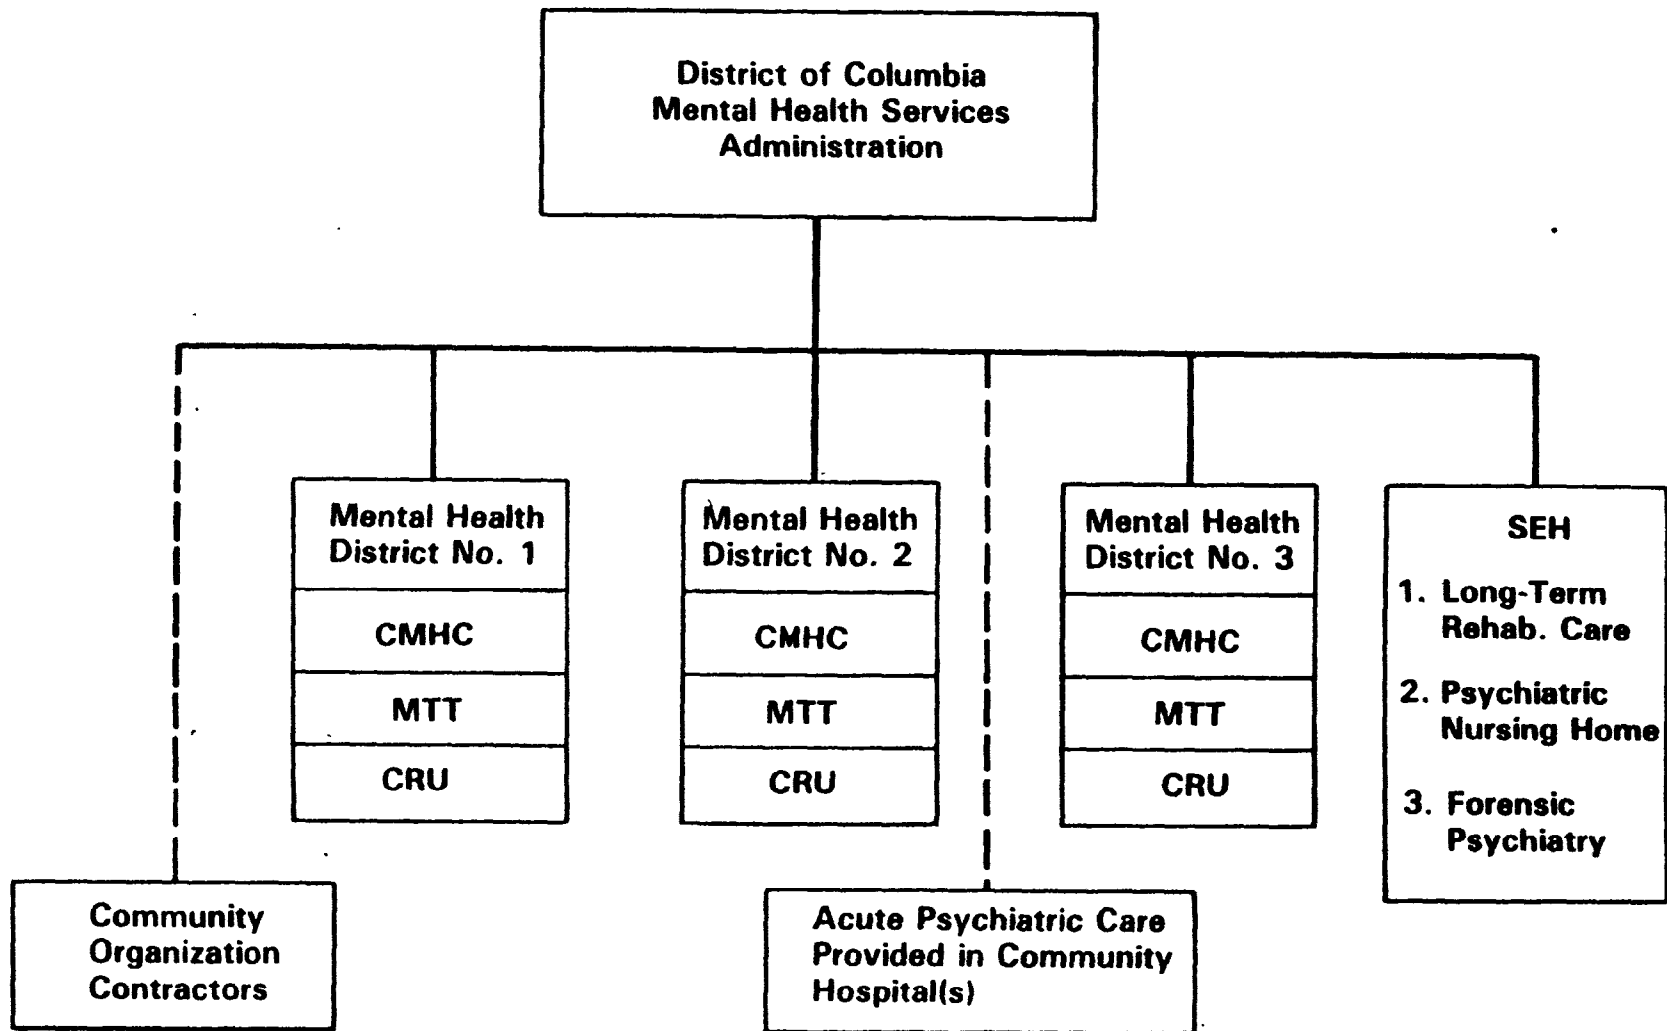 District of Columbia
Mental Health Services
Administration
Mental Health
District No. 1
CMHC
MTT
CRU
Mental Health
District No. 2
CMHC
MTT
CRU
Mental Health
District No. 3
CMHC
MTT
CRU
SEH
1. Long-Term
Rehab. Care
2. Psychiatric
Nursing Home
3. Forensic
Psychiatry
Community
Organization
Contractors
Acute Psychiatric Care
Provided in Community
Hospital(s)